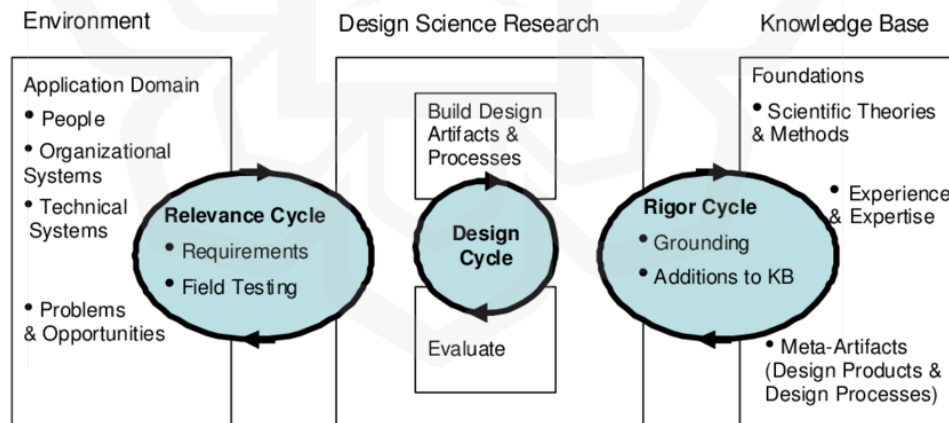 Environment
Design Science Research
Knowledge Base
Application Domain
• People
• Organizational
Systems
• Technical
Systems
• Problems
& Opportunities
Relevance Cycle
• Requirements
• Field Testing
Build Design
Artifacts &
Processes
Design
Cycle
Evaluate
Rigor Cycle
• Grounding
• Additions to KB
Foundations
• Scientific Theories
& Methods
• Experience
& Expertise
• Meta-Artifacts
(Design Products &
Design Processes)